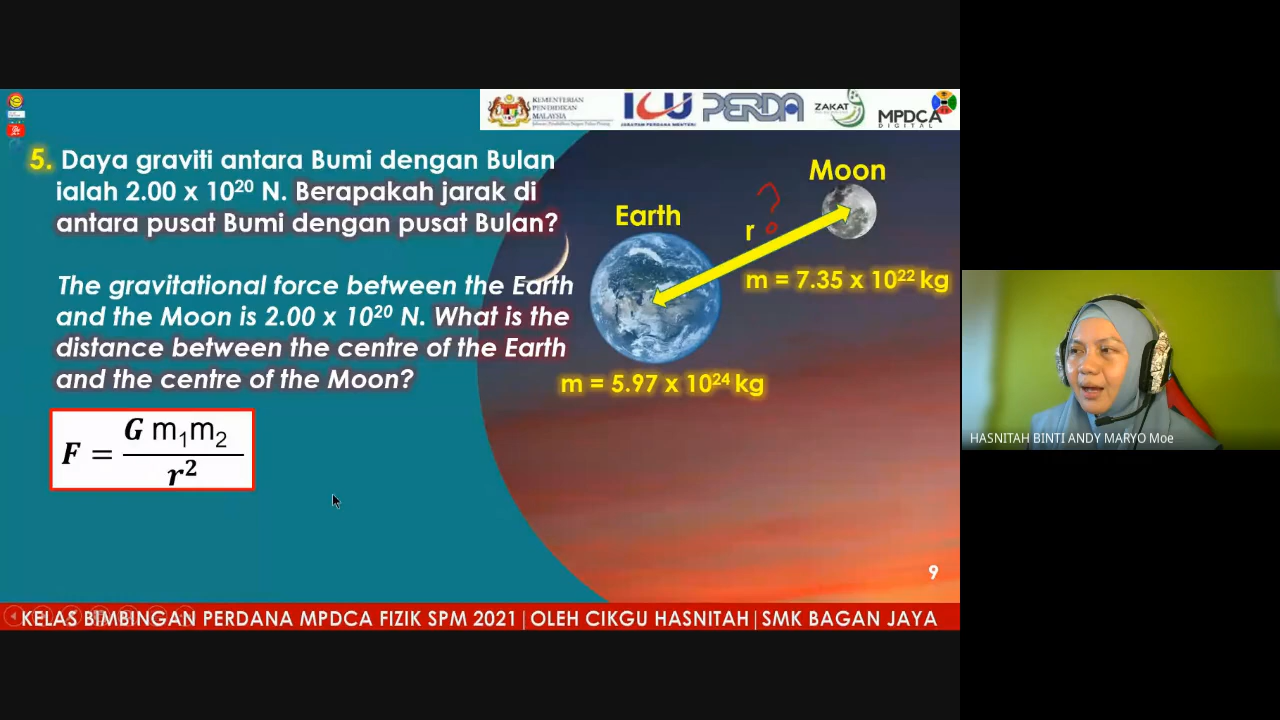 KEMENTERIAN
PENDIDIKAN
MALAYSIA
ICU
JABATAN PERDANA MENTERI
PERDA
ZAKAT
MPDCA
DIGITAL
5. Daya graviti antara Bumi dengan Bulan
ialah 2.00 x 10²⁰ N. Berapakah jarak di
antara pusat Bumi dengan pusat Bulan?
The gravitational force between the Earth
and the Moon is 2.00 x 10²⁰ N. What is the
distance between the centre of the Earth
and the centre of the Moon?
F = G m₁m₂ / r²
Moon
Earth
?
r
m = 7.35 x 10²² kg
m = 5.97 x 10²⁴ kg
9
KELAS BIMBINGAN PERDANA MPDCA FIZIK SPM 2021|OLEH CIKGU HASNITAH|SMK BAGAN JAYA
HASNITAH BINTI ANDY MARYO Moe